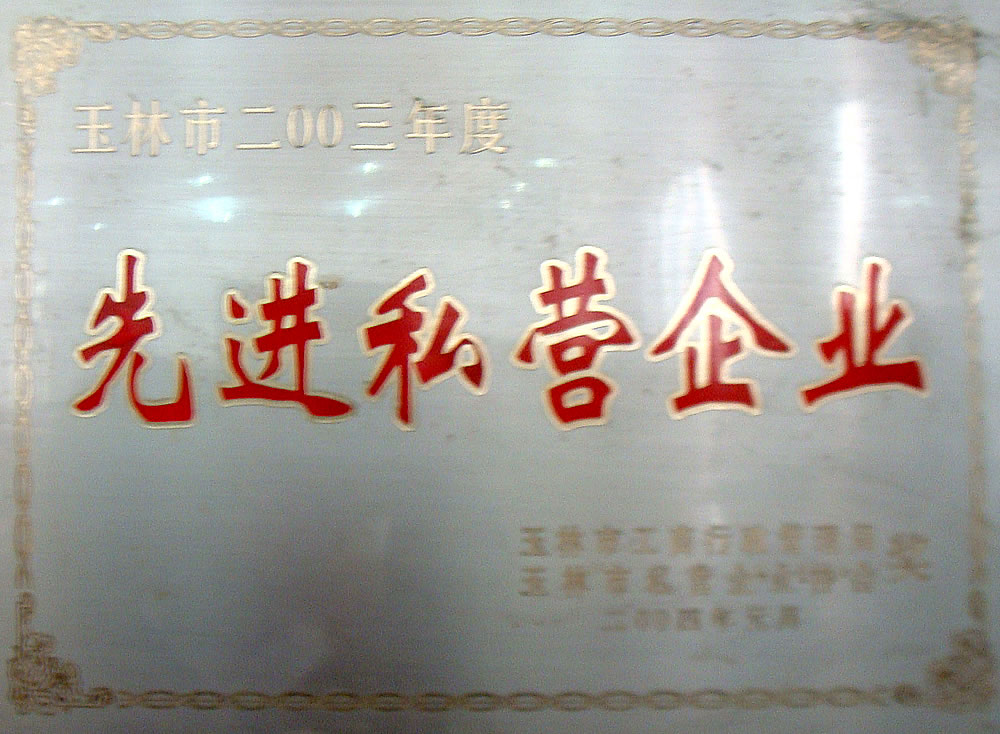 玉林市二00三年度
先进私营企业
玉林市工商行政管理局
玉林市私营企业协会 奖
二00四年元月